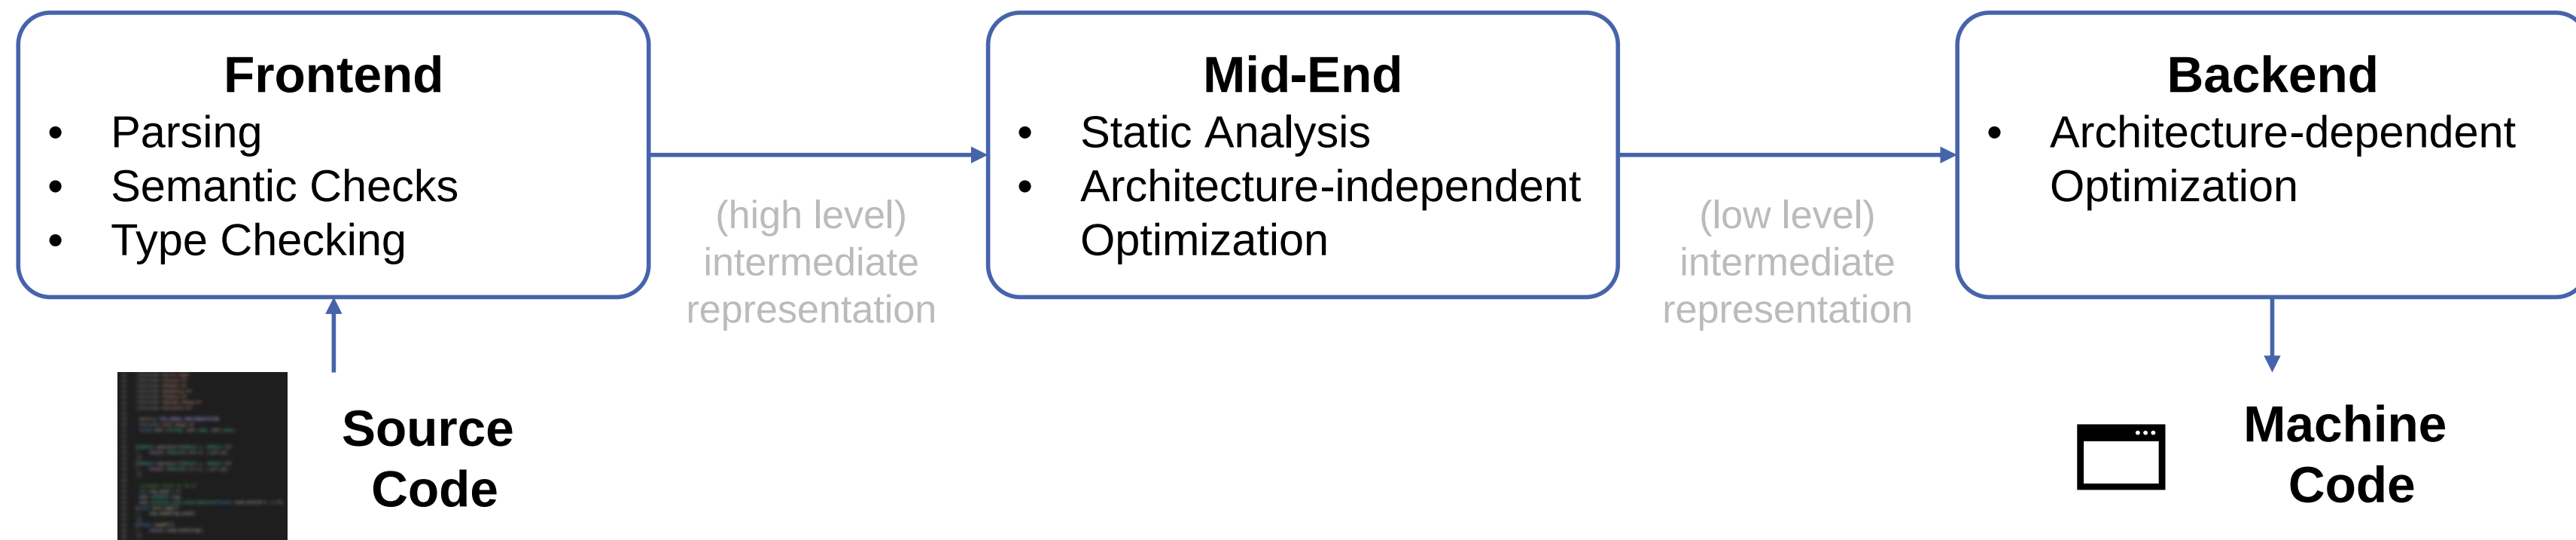 Frontend
• Parsing
• Semantic Checks
• Type Checking
(high level)
intermediate
representation
Mid-End
• Static Analysis
• Architecture-independent
Optimization
(low level)
intermediate
representation
Backend
• Architecture-dependent
Optimization
Source
Code
Machine
Code